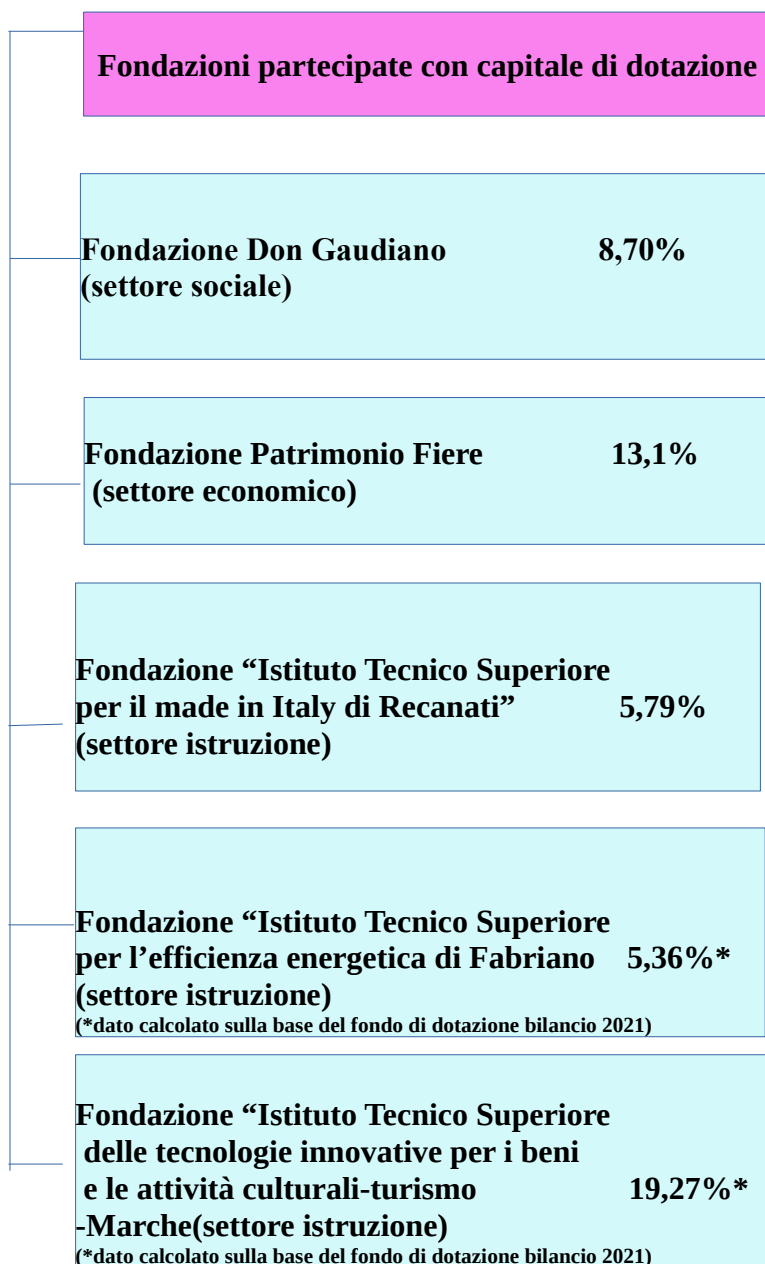 Fondazioni partecipate con capitale di dotazione
Fondazione Don Gaudiano 8,70%
(settore sociale)
Fondazione Patrimonio Fiere 13,1%
(settore economico)
Fondazione “Istituto Tecnico Superiore
per il made in Italy di Recanati” 5,79%
(settore istruzione)
Fondazione “Istituto Tecnico Superiore
per l’efficienza energetica di Fabriano 5,36%*
(settore istruzione)
(*dato calcolato sulla base del fondo di dotazione bilancio 2021)
Fondazione “Istituto Tecnico Superiore
delle tecnologie innovative per i beni
e le attività culturali-turismo 19,27%*
-Marche(settore istruzione)
(*dato calcolato sulla base del fondo di dotazione bilancio 2021)